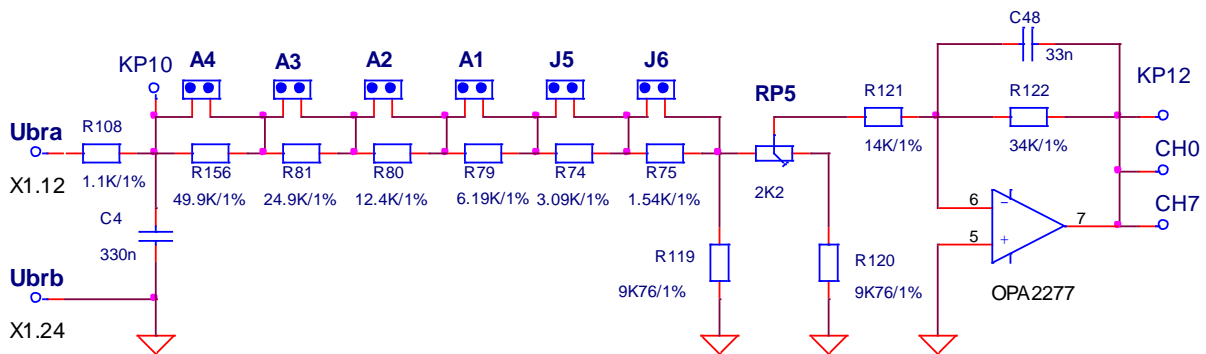 C48
33n
A4 A3 A2 A1 J5 J6
KP10
KP12
RP5
R121
R122
Ubra
R108
14K/1%
34K/1%
CH0
X1.12
1.1K/1%
R156 R81 R80 R79 R74 R75
2K2
49.9K/1% 24.9K/1% 12.4K/1% 6.19K/1% 3.09K/1% 1.54K/1%
6
−
7
CH7
C4
330n
5
+
R119
R120
Ubrb
9K76/1%
9K76/1%
OPA2277
X1.24